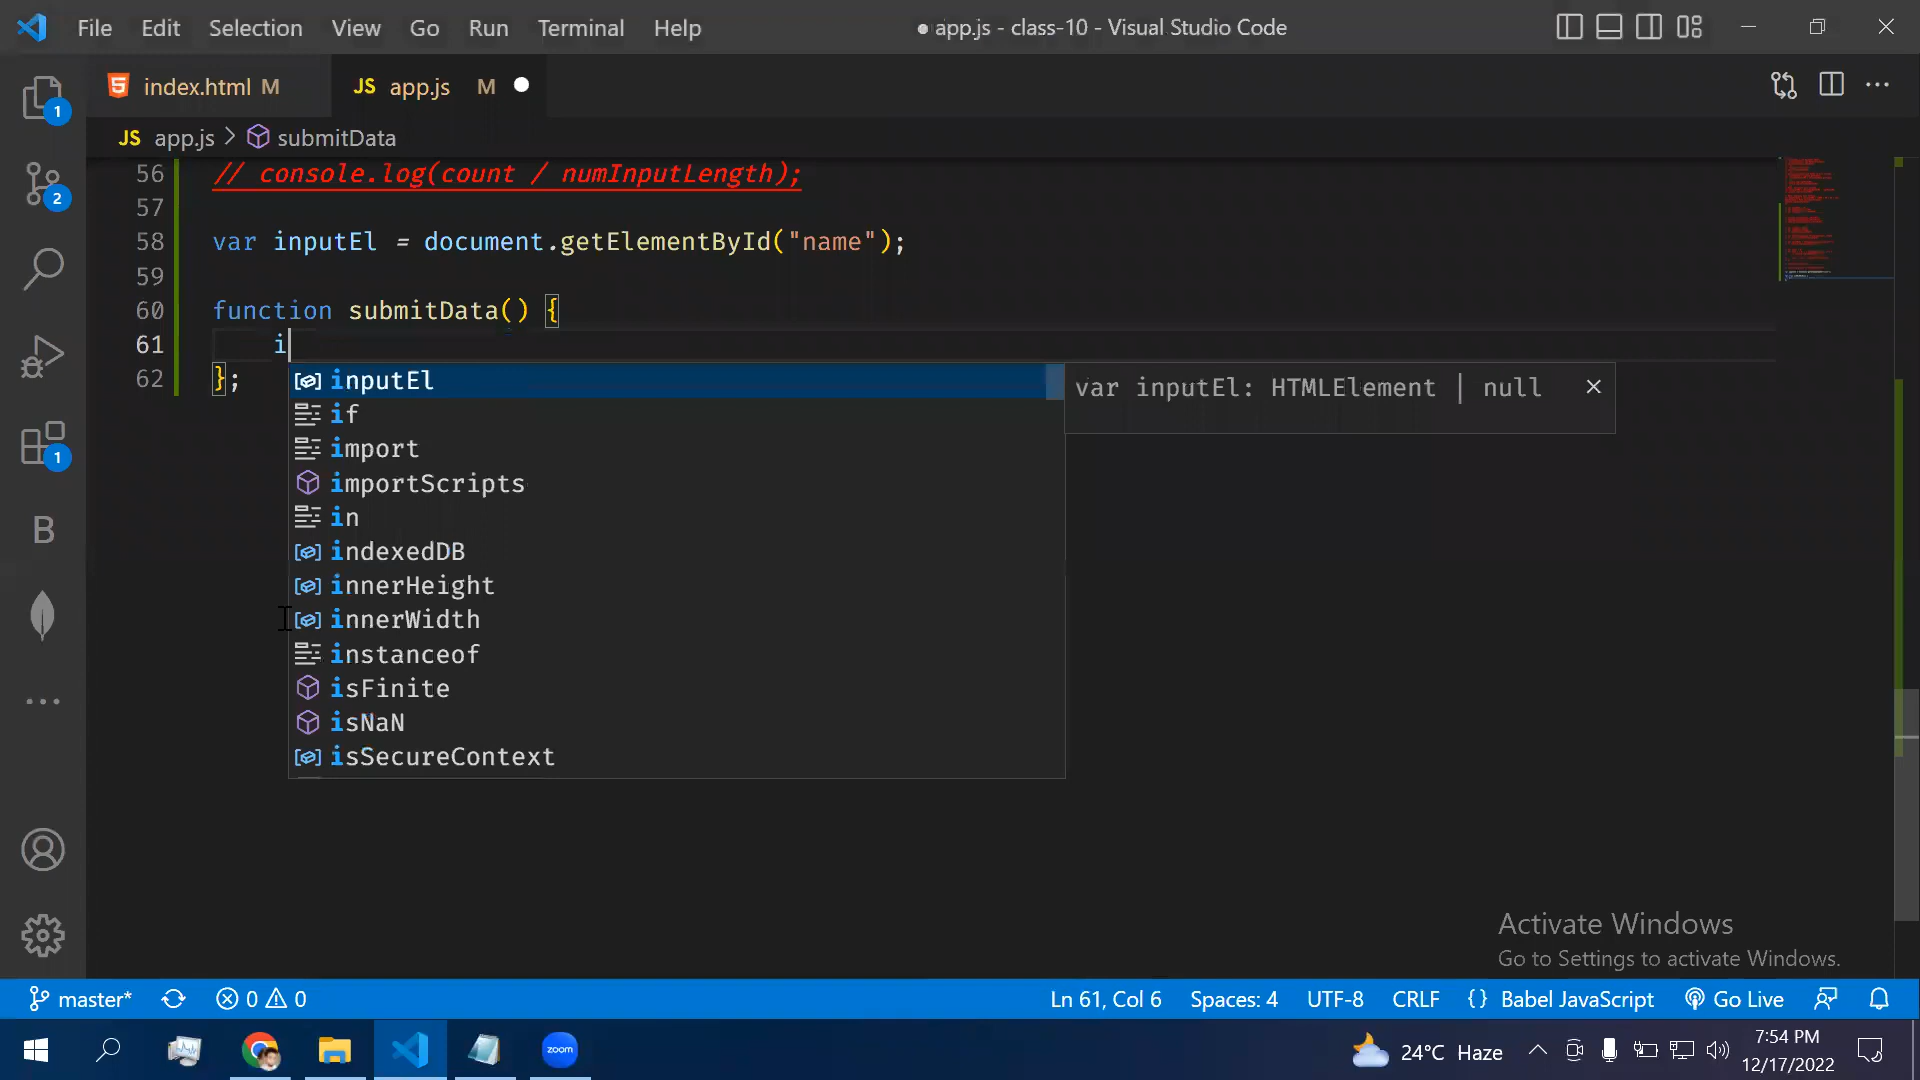 File Edit Selection View Go Run Terminal Help
● app.js - class-10 - Visual Studio Code
index.html M
JS app.js M
JS app.js > submitData
56 // console.log(count / numInputLength);
57
58 var inputEl = document.getElementById("name");
59
60 function submitData() {
61 i
62 };
inputEl
var inputEl: HTMLElement | null
if
import
importScripts
in
indexedDB
innerHeight
innerWidth
instanceof
isFinite
isNaN
isSecureContext
1
2
1
B
Activate Windows
Go to Settings to activate Windows.
master* 0 0 Ln 61, Col 6 Spaces: 4 UTF-8 CRLF {} Babel JavaScript Go Live
zoom
24°C Haze
7:54 PM
12/17/2022